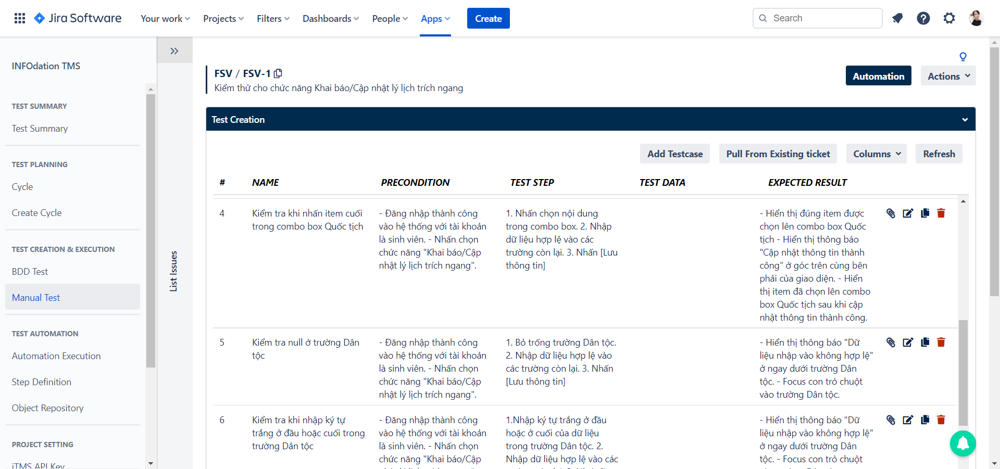 Jira Software
Your work
Projects
Filters
Dashboards
People
Apps
Create
Search
INFOdation TMS
TEST SUMMARY
Test Summary
TEST PLANNING
Cycle
Create Cycle
TEST CREATION & EXECUTION
BDD Test
Manual Test
TEST AUTOMATION
Automation Execution
Step Definition
Object Repository
PROJECT SETTING
iTMS API Key
List Issues
FSV / FSV-1
Kiểm thử cho chức năng Khai báo/Cập nhật lý lịch trích ngang
Automation
Actions
Test Creation
Add Testcase
Pull From Existing ticket
Columns
Refresh
# NAME PRECONDITION TEST STEP TEST DATA EXPECTED RESULT
4
Kiểm tra khi nhấn item cuối
trong combo box Quốc tịch
- Đăng nhập thành công
vào hệ thống với tài khoản
là sinh viên. - Nhấn chọn
chức năng "Khai báo/Cập
nhật lý lịch trích ngang".
1. Nhấn chọn nội dung
trong combo box. 2. Nhập
dữ liệu hợp lệ vào các
trường còn lại. 3. Nhấn [Lưu
thông tin]
- Hiển thị đúng item được
chọn lên combo box Quốc
tịch - Hiển thị thông báo
"Cập nhật thông tin thành
công" ở góc trên cùng bên
phải của giao diện. - Hiển
thị item đã chọn lên combo
box Quốc tịch sau khi cập
nhật thông tin thành công.
5
Kiểm tra null ở trường Dân
tộc
- Đăng nhập thành công
vào hệ thống với tài khoản
là sinh viên. - Nhấn chọn
chức năng "Khai báo/Cập
nhật lý lịch trích ngang".
1. Bỏ trống trường Dân tộc.
2. Nhập dữ liệu hợp lệ vào
các trường còn lại. 3. Nhấn
[Lưu thông tin]
- Hiển thị thông báo "Dữ
liệu nhập vào không hợp lệ"
ở ngay dưới trường Dân
tộc. - Focus con trỏ chuột
vào trường Dân tộc.
6
Kiểm tra khi nhập ký tự
trắng ở đầu hoặc cuối trong
trường Dân tộc
- Đăng nhập thành công
vào hệ thống với tài khoản
là sinh viên. - Nhấn chọn
chức năng "Khai báo/Cập
1.Nhập ký tự trắng ở đầu
hoặc ở cuối của dữ liệu
trong trường Dân tộc. 2.
Nhập dữ liệu hợp lệ vào các
- Hiển thị thông báo "Dữ
liệu nhập vào không hợp lệ"
ở ngay dưới trường Dân
tộc. - Focus con trỏ chuột